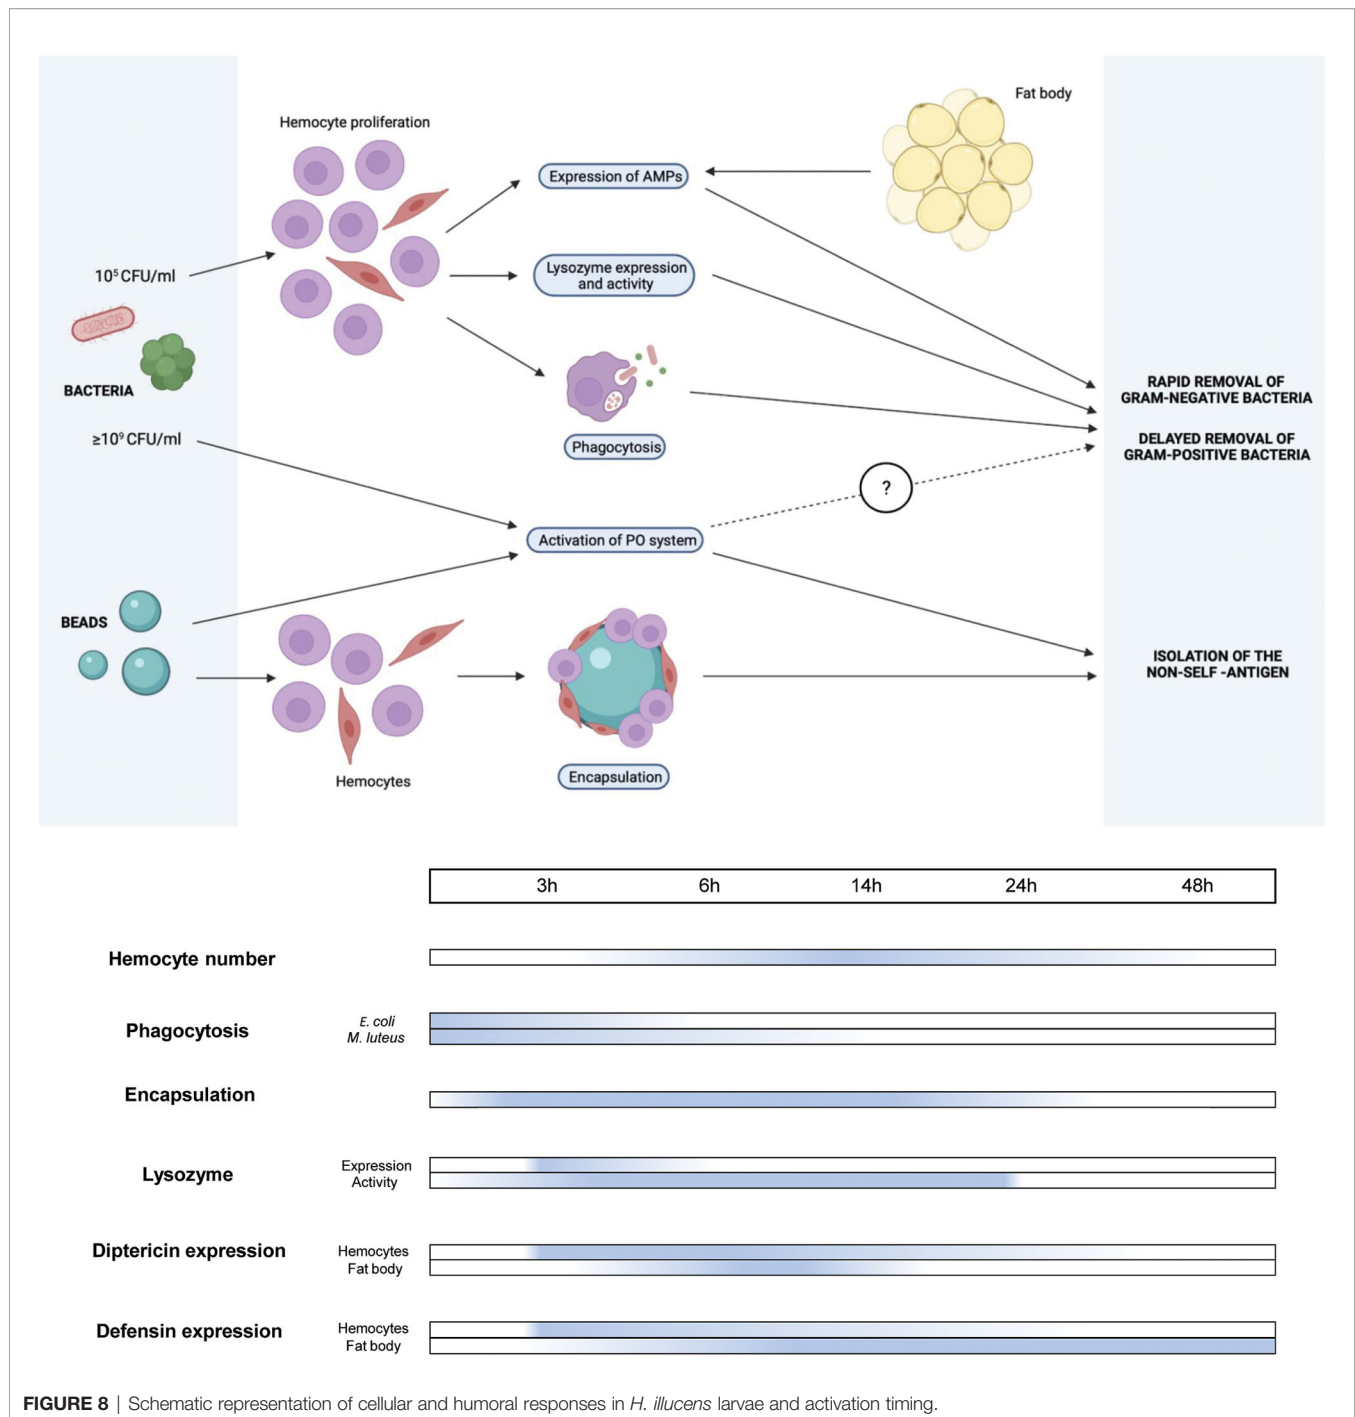 Fat body
Hemocyte proliferation
Expression of AMPs
10⁵ CFU/ml
Lysozyme expression
and activity
BACTERIA
RAPID REMOVAL OF
GRAM-NEGATIVE BACTERIA
≥10⁹ CFU/ml
Phagocytosis
DELAYED REMOVAL OF
GRAM-POSITIVE BACTERIA
?
Activation of PO system
BEADS
ISOLATION OF THE
NON-SELF -ANTIGEN
Hemocytes
Encapsulation
3h 6h 14h 24h 48h
Hemocyte number
Phagocytosis
E. coli
M. luteus
Encapsulation
Lysozyme
Expression
Activity
Diptericin expression
Hemocytes
Fat body
Defensin expression
Hemocytes
Fat body
FIGURE 8 | Schematic representation of cellular and humoral responses in H. illucens larvae and activation timing.